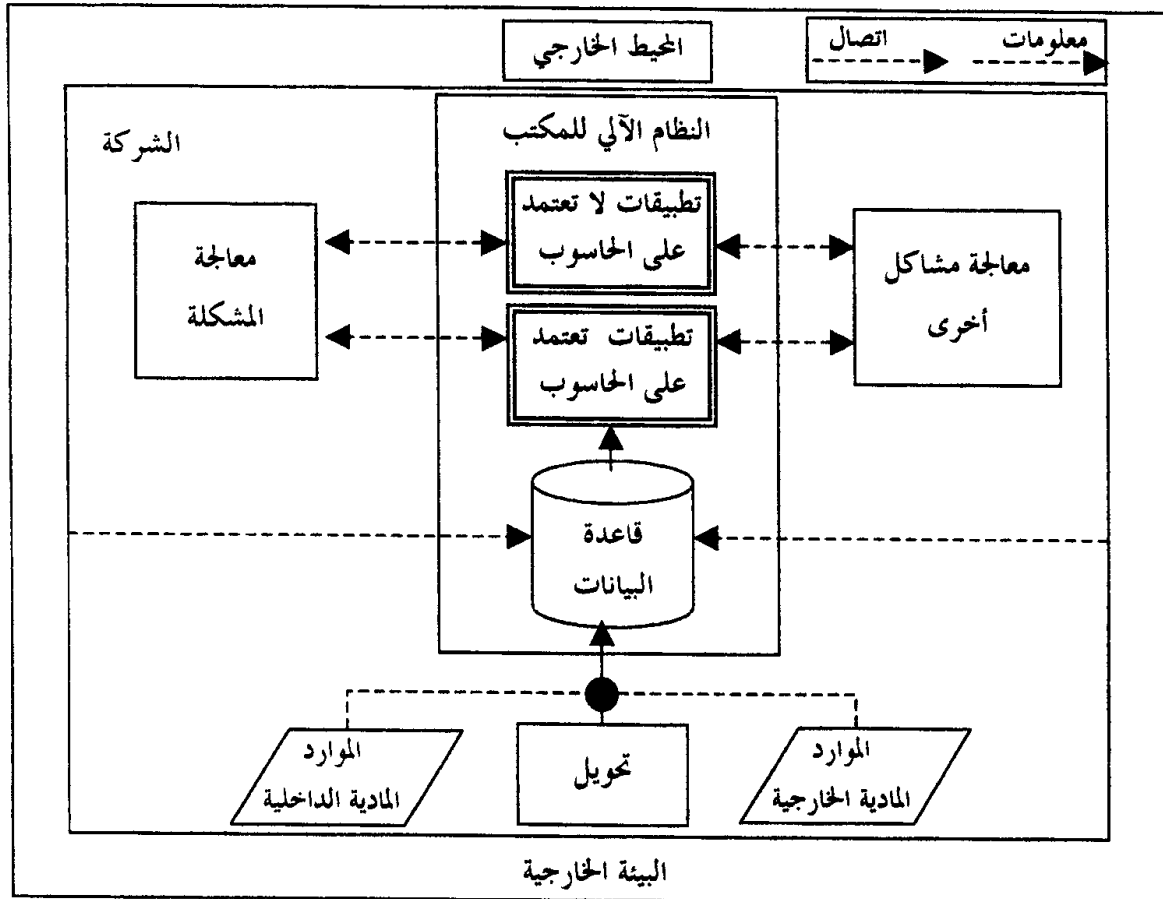 المحيط الخارجي
معلومات
اتصال
النظام الآلي للمكتب
الشركة
تطبيقات لا تعتمد
على الحاسوب
معالجة مشاكل
أخرى
معالجة
المشكلة
تطبيقات تعتمد
على الحاسوب
قاعدة
البيانات
الموارد
المادية الخارجية
تحويل
الموارد
المادية الداخلية
البيئة الخارجية